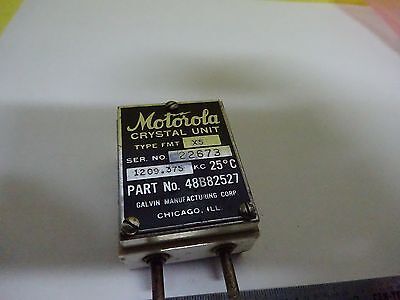 Motorola
CRYSTAL UNIT
TYPE FMT X5
SER. NO. 22673
1209.375 KC 25°C
PART NO. 48B82527
GALVIN MANUFACTURING CORP.
CHICAGO, ILL.